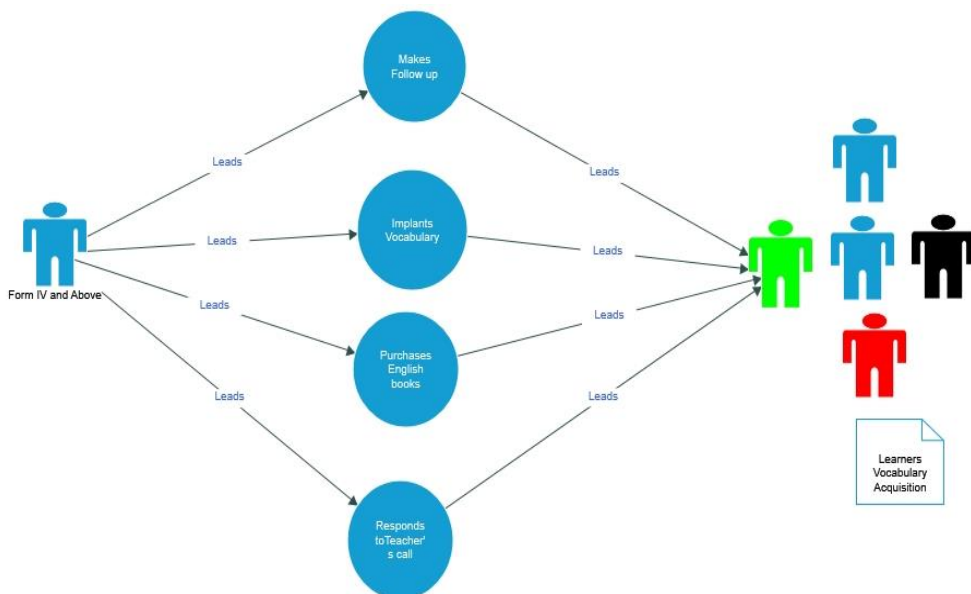 Makes
Follow up
Leads
Leads
Implants
Vocabulary
Leads
Leads
Form IV and Above
Leads
Leads
Purchases
English
books
Leads
Leads
Learners
Vocabulary
Acquisition
Responds
toTeacher'
s call